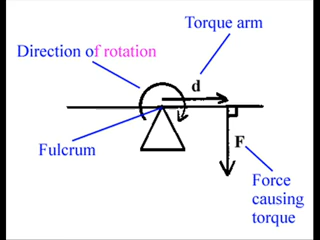 Torque arm
Direction of rotation
d
Fulcrum
F
Force
causing
torque